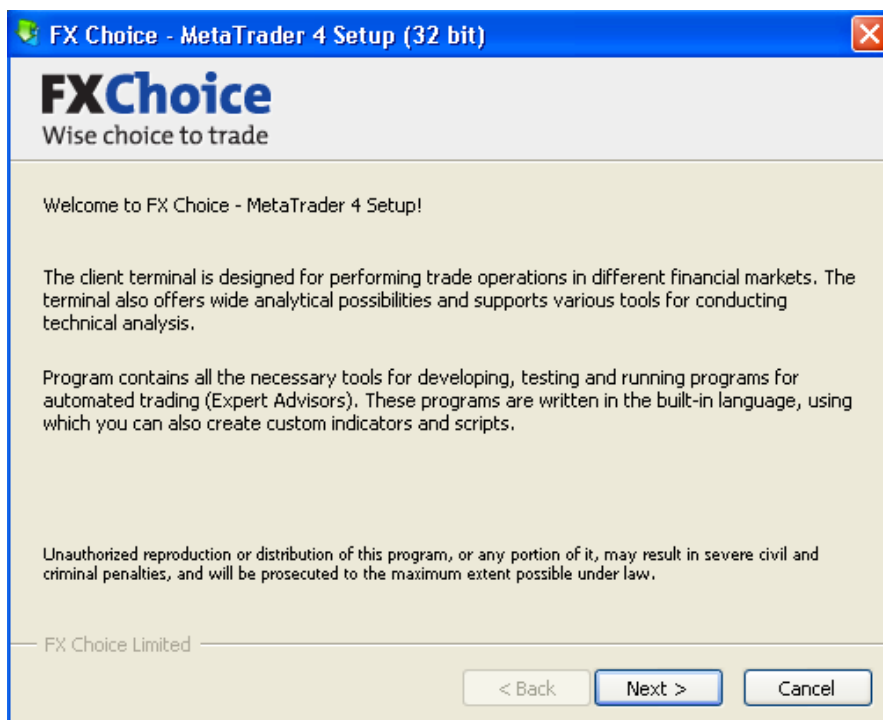 FX Choice - MetaTrader 4 Setup (32 bit)
FXChoice
Wise choice to trade
Welcome to FX Choice - MetaTrader 4 Setup!
The client terminal is designed for performing trade operations in different financial markets. The
terminal also offers wide analytical possibilities and supports various tools for conducting
technical analysis.
Program contains all the necessary tools for developing, testing and running programs for
automated trading (Expert Advisors). These programs are written in the built-in language, using
which you can also create custom indicators and scripts.
Unauthorized reproduction or distribution of this program, or any portion of it, may result in severe civil and
criminal penalties, and will be prosecuted to the maximum extent possible under law.
FX Choice Limited
< Back Next > Cancel